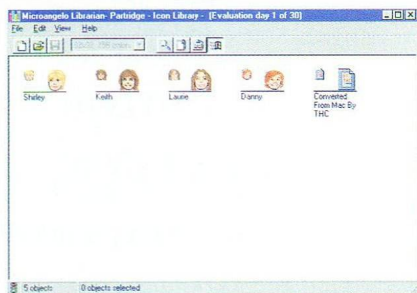 Microangelo Librarian- Partridge - Icon Library - [Evaluation day 1 of 30]
File Edit View Help
Shirley Keith Laurie Danny Converted
From Mac By
THC
5 objects 0 objects selected